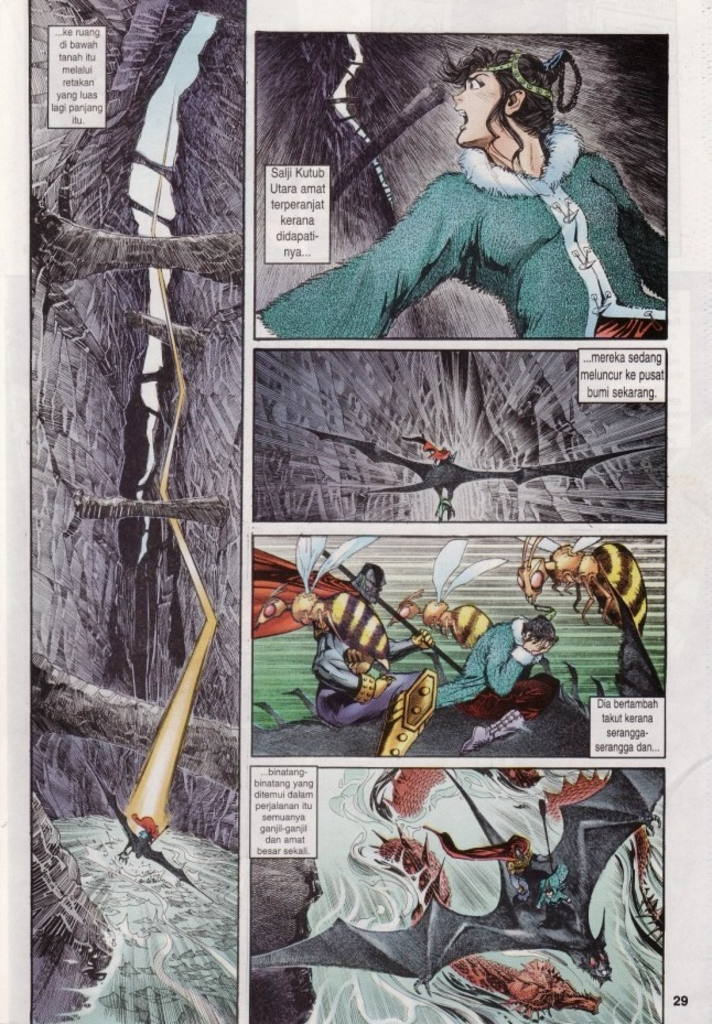 ...ke ruang
di bawah
tanah itu
melalui
retakan
yang luas
lagi panjang
itu.
Salji Kutub
Utara amat
terperanjat
kerana
didapati-
nya...
...mereka sedang
meluncur ke pusat
bumi sekarang.
Dia bertambah
takut kerana
serangga-
serangga dan...
...binatang-
binatang yang
ditemui dalam
perjalanan itu
semuanya
ganjil-ganjil
dan amat
besar sekali.
29